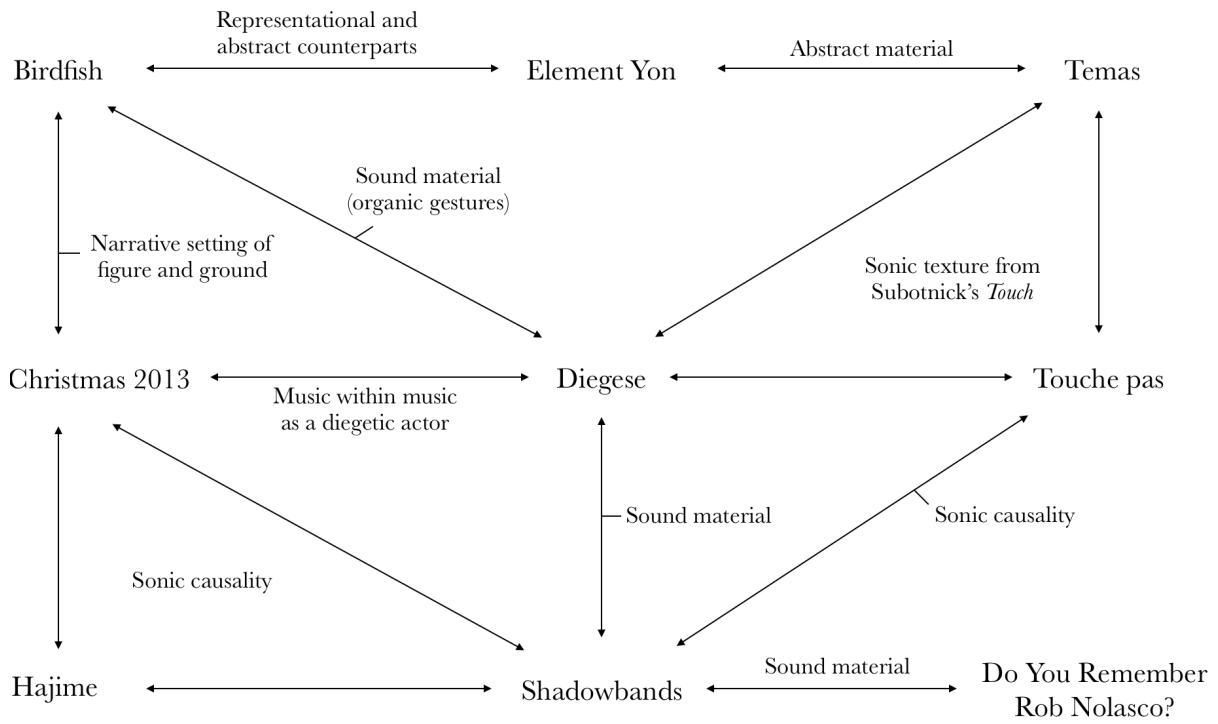 Representational and
abstract counterparts
Birdfish
Element Yon
Abstract material
Temas
Sound material
(organic gestures)
Narrative setting of
figure and ground
Sonic texture from
Subotnick’s Touch
Christmas 2013
Diegese
Touche pas
Music within music
as a diegetic actor
Sound material
Sonic causality
Sonic causality
Hajime
Shadowbands
Sound material
Do You Remember
Rob Nolasco?